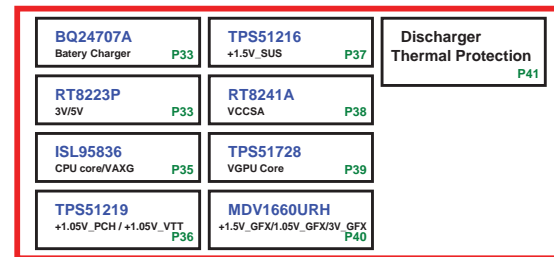 BQ24707A
Batery Charger P33
RT8223P
3V/5V P33
ISL95836
CPU core/VAXG P35
TPS51219
+1.05V_PCH / +1.05V_VTT
P36
TPS51216
+1.5V_SUS P37
RT8241A
VCCSA P38
TPS51728
VGPU Core P39
MDV1660URH
+1.5V_GFX/1.05V_GFX/3V_GFX
P40
Discharger
Thermal Protection
P41